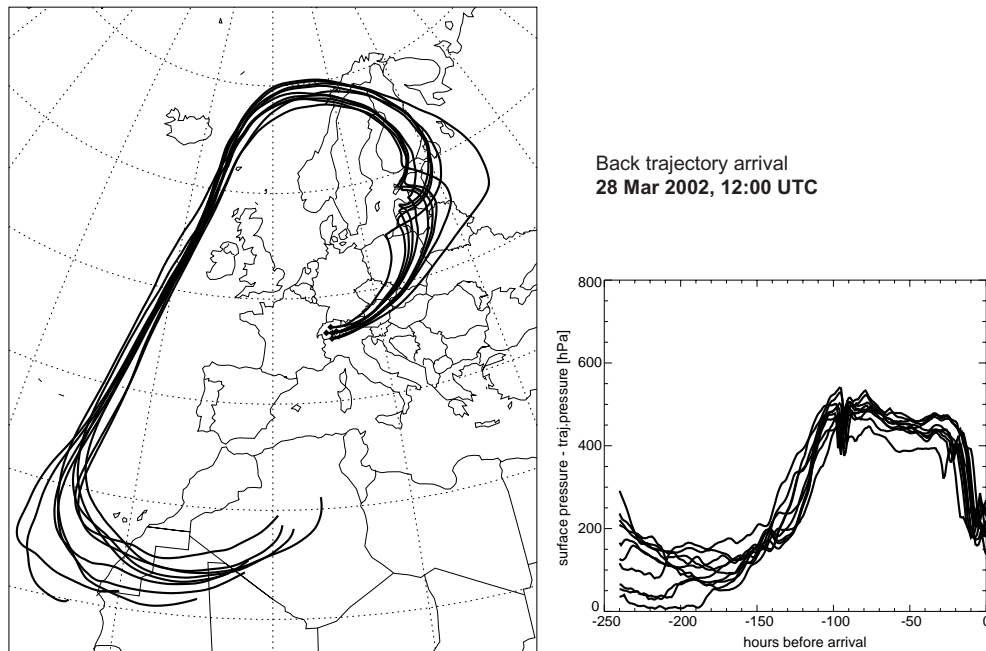 Back trajectory arrival
28 Mar 2002, 12:00 UTC
800
600
400
200
0
surface pressure - traj.pressure [hPa]
-250 -200 -150 -100 -50 0
hours before arrival